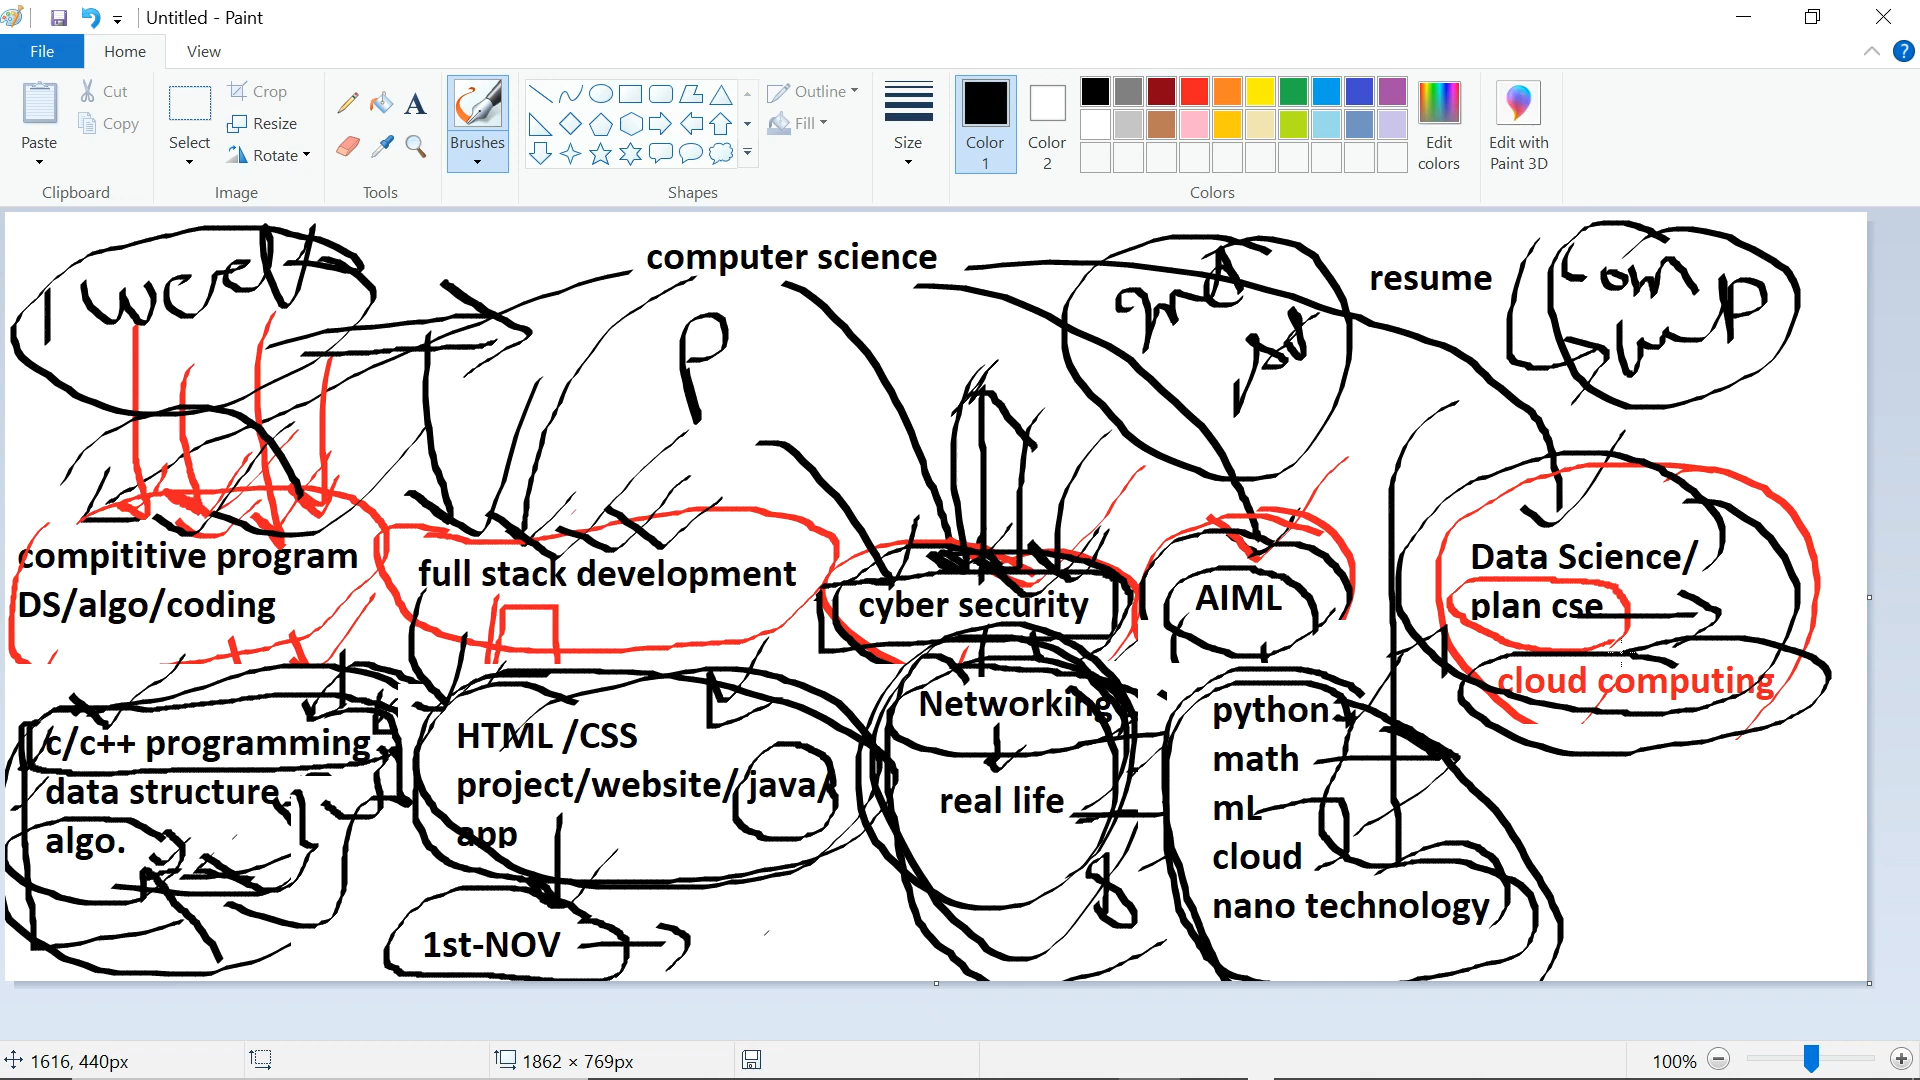 Untitled - Paint
File
Home
View
Paste
Cut
Copy
Clipboard
Select
Crop
Resize
Rotate
Image
Tools
Brushes
Shapes
Outline
Fill
Size
Color
1
Color
2
Edit
colors
Colors
Edit with
Paint 3D
computer science
resume
1 week
P
Com
compititive program
DS/algo/coding
full stack development
cyber security
AIML
Data Science/
plan cse
cloud computing
c/c++ programming
data structure
algo.
HTML /CSS
project/website/ java/
app
1st-NOV
Networking
real life
python
math
mL
cloud
nano technology
1616, 440px
1862 × 769px
100%